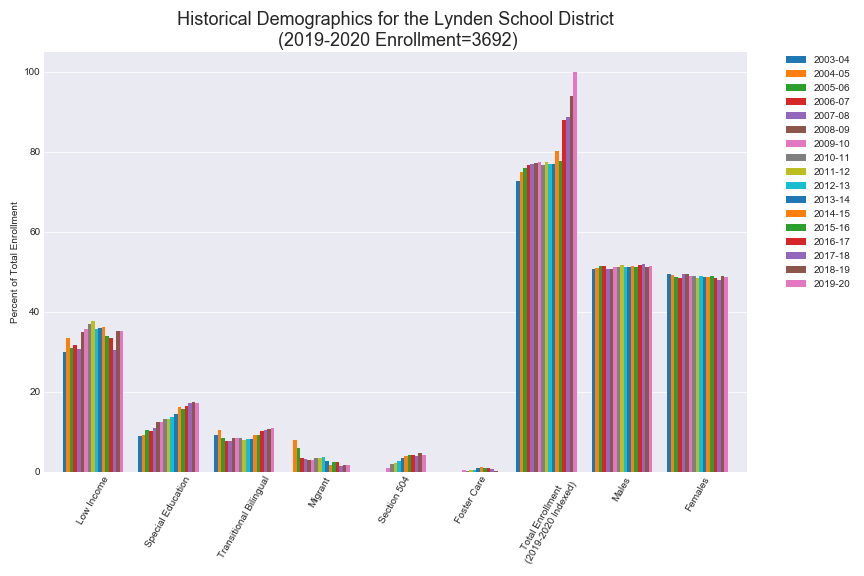 Historical Demographics for the Lynden School District
(2019-2020 Enrollment=3692)
Percent of Total Enrollment
100
80
60
40
20
0
Low Income
Special Education
Transitional Bilingual
Migrant
Section 504
Foster Care
Total Enrollment
(2019-2020 Indexed)
Males
Females
2003-04
2004-05
2005-06
2006-07
2007-08
2008-09
2009-10
2010-11
2011-12
2012-13
2013-14
2014-15
2015-16
2016-17
2017-18
2018-19
2019-20